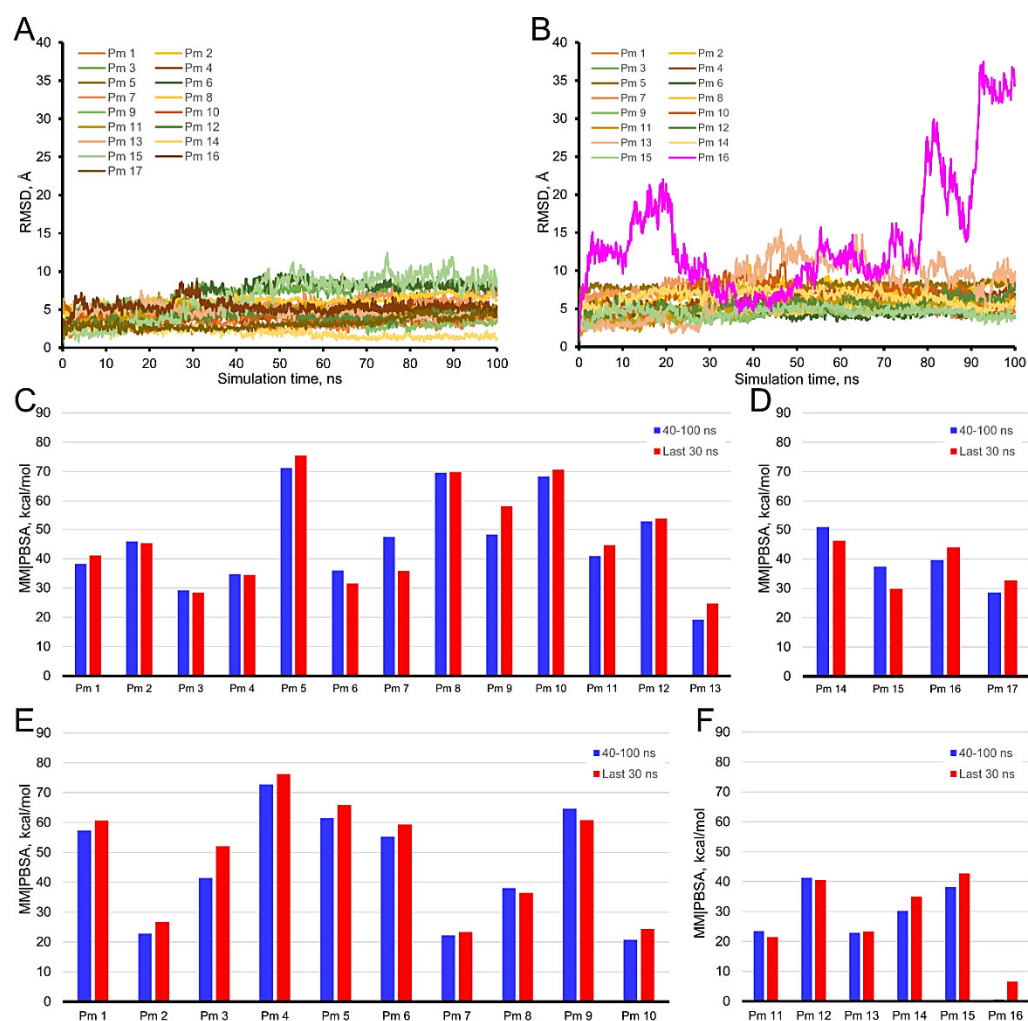 A
RMSD, Å
40
35
30
25
20
15
10
5
0
Pm 1 Pm 2
Pm 3 Pm 4
Pm 5 Pm 6
Pm 7 Pm 8
Pm 9 Pm 10
Pm 11 Pm 12
Pm 13 Pm 14
Pm 15 Pm 16
Pm 17
0 10 20 30 40 50 60 70 80 90 100
Simulation time, ns
B
RMSD, Å
40
35
30
25
20
15
10
5
0
Pm 1 Pm 2
Pm 3 Pm 4
Pm 5 Pm 6
Pm 7 Pm 8
Pm 9 Pm 10
Pm 11 Pm 12
Pm 13 Pm 14
Pm 15 Pm 16
0 10 20 30 40 50 60 70 80 90 100
Simulation time, ns
C
MM|PBSA, kcal/mol
90
80
70
60
50
40
30
20
10
0
40-100 ns
Last 30 ns
Pm 1 Pm 2 Pm 3 Pm 4 Pm 5 Pm 6 Pm 7 Pm 8 Pm 9 Pm 10 Pm 11 Pm 12 Pm 13
D
MM|PBSA, kcal/mol
90
80
70
60
50
40
30
20
10
0
40-100 ns
Last 30 ns
Pm 14 Pm 15 Pm 16 Pm 17
E
MM|PBSA, kcal/mol
90
80
70
60
50
40
30
20
10
0
40-100 ns
Last 30 ns
Pm 1 Pm 2 Pm 3 Pm 4 Pm 5 Pm 6 Pm 7 Pm 8 Pm 9 Pm 10
F
MM|PBSA, kcal/mol
90
80
70
60
50
40
30
20
10
0
40-100 ns
Last 30 ns
Pm 11 Pm 12 Pm 13 Pm 14 Pm 15 Pm 16